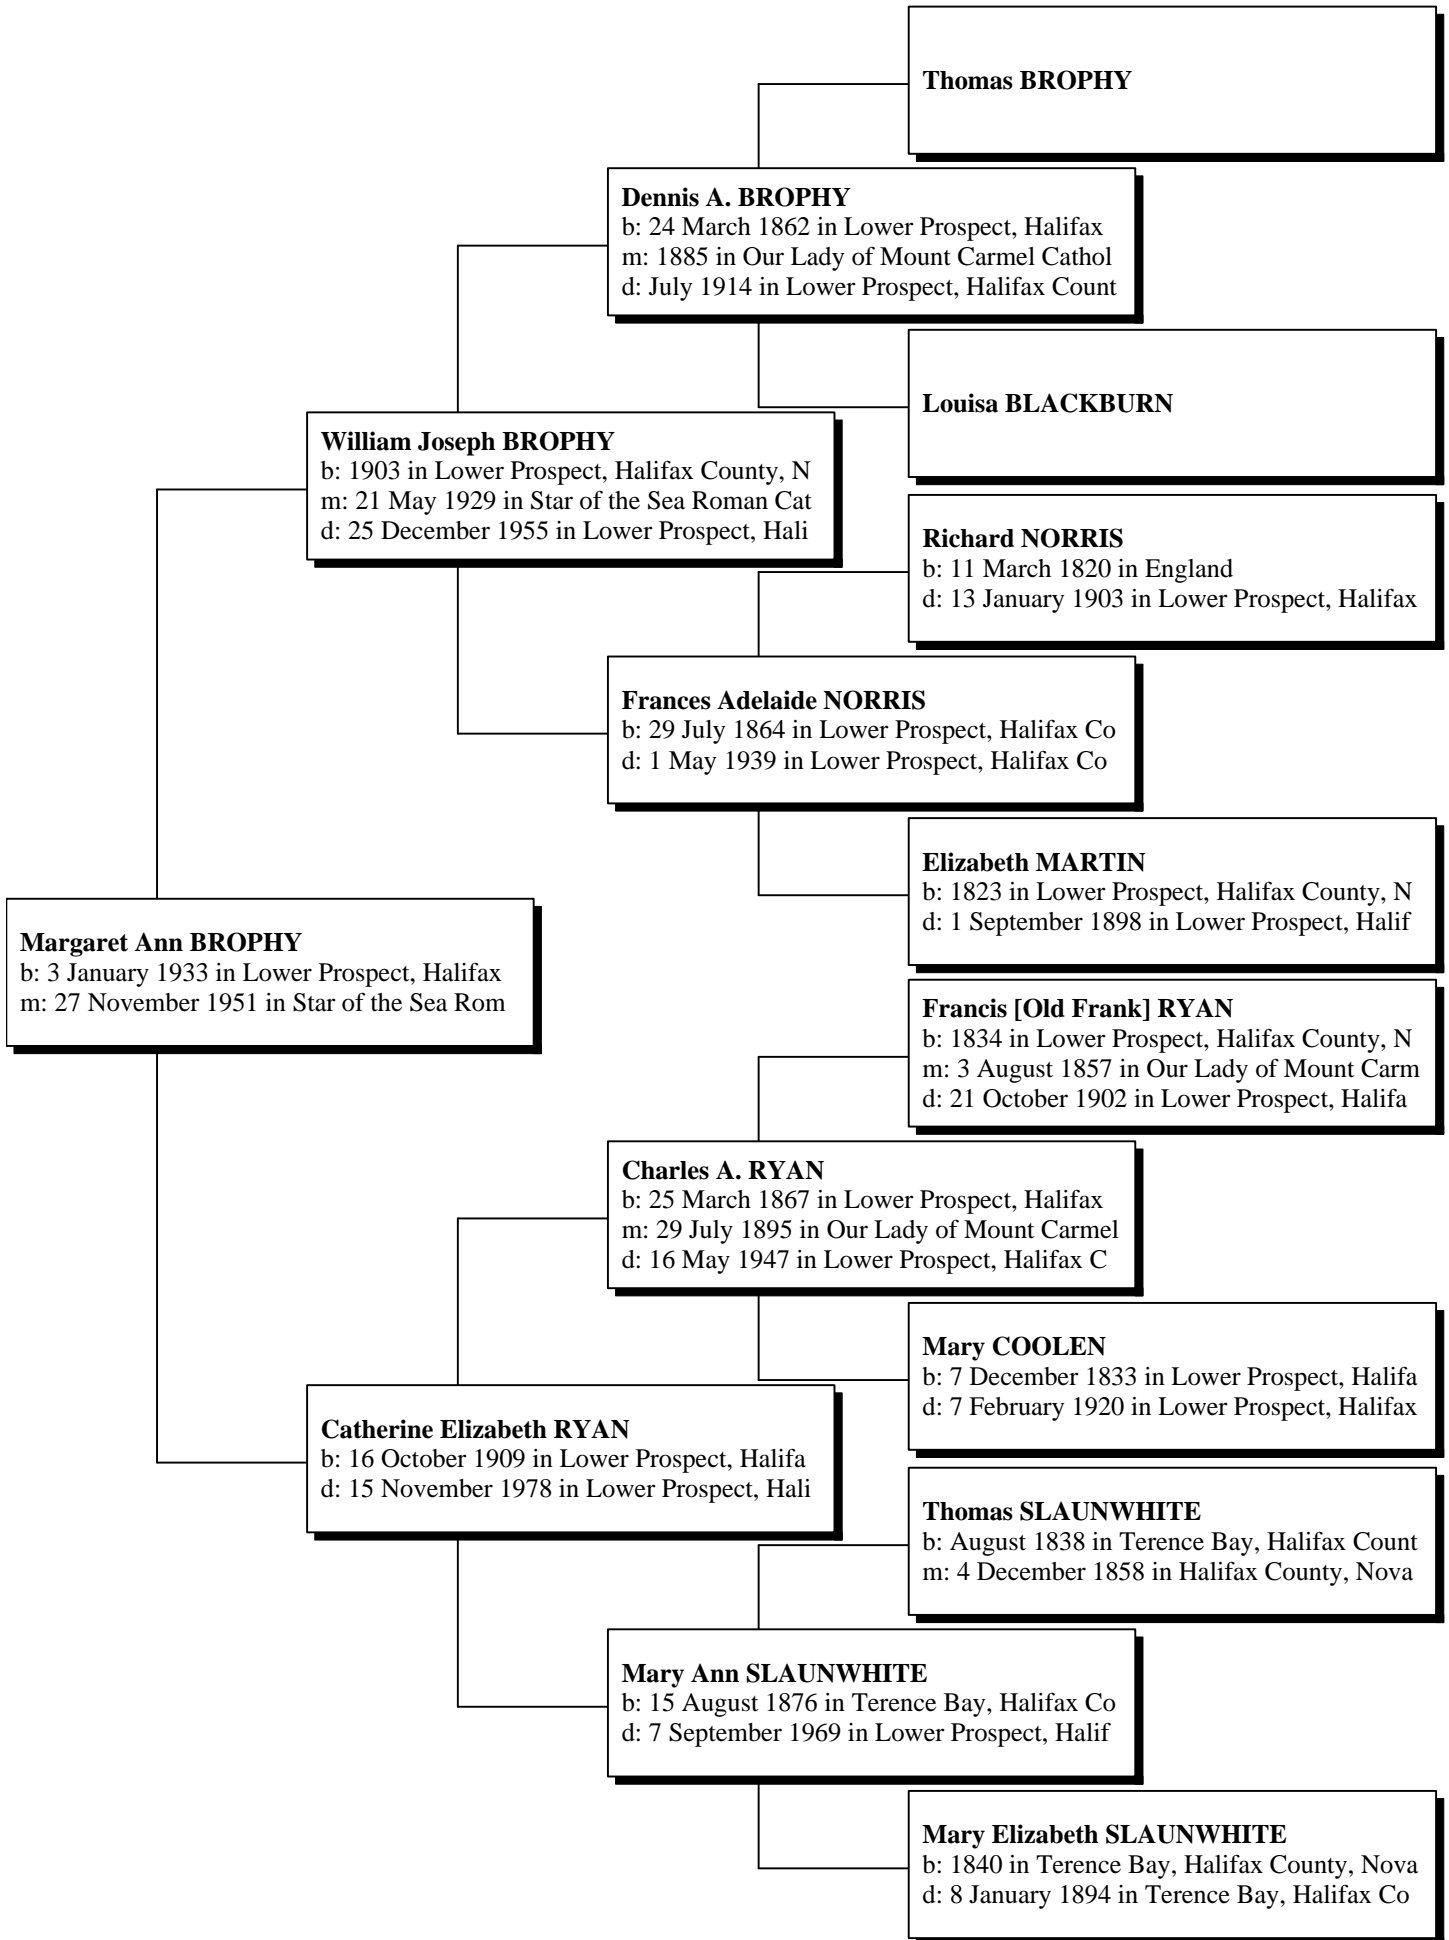 Thomas BROPHY
Dennis A. BROPHY
b: 24 March 1862 in Lower Prospect, Halifax
m: 1885 in Our Lady of Mount Carmel Cathol
d: July 1914 in Lower Prospect, Halifax Count
Louisa BLACKBURN
William Joseph BROPHY
b: 1903 in Lower Prospect, Halifax County, N
m: 21 May 1929 in Star of the Sea Roman Cat
d: 25 December 1955 in Lower Prospect, Hali
Richard NORRIS
b: 11 March 1820 in England
d: 13 January 1903 in Lower Prospect, Halifax
Frances Adelaide NORRIS
b: 29 July 1864 in Lower Prospect, Halifax Co
d: 1 May 1939 in Lower Prospect, Halifax Co
Elizabeth MARTIN
b: 1823 in Lower Prospect, Halifax County, N
d: 1 September 1898 in Lower Prospect, Halif
Margaret Ann BROPHY
b: 3 January 1933 in Lower Prospect, Halifax
m: 27 November 1951 in Star of the Sea Rom
Francis [Old Frank] RYAN
b: 1834 in Lower Prospect, Halifax County, N
m: 3 August 1857 in Our Lady of Mount Carm
d: 21 October 1902 in Lower Prospect, Halifa
Charles A. RYAN
b: 25 March 1867 in Lower Prospect, Halifax
m: 29 July 1895 in Our Lady of Mount Carmel
d: 16 May 1947 in Lower Prospect, Halifax C
Mary COOLEN
b: 7 December 1833 in Lower Prospect, Halifa
d: 7 February 1920 in Lower Prospect, Halifax
Catherine Elizabeth RYAN
b: 16 October 1909 in Lower Prospect, Halifa
d: 15 November 1978 in Lower Prospect, Hali
Thomas SLAUNWHITE
b: August 1838 in Terence Bay, Halifax Count
m: 4 December 1858 in Halifax County, Nova
Mary Ann SLAUNWHITE
b: 15 August 1876 in Terence Bay, Halifax Co
d: 7 September 1969 in Lower Prospect, Halif
Mary Elizabeth SLAUNWHITE
b: 1840 in Terence Bay, Halifax County, Nova
d: 8 January 1894 in Terence Bay, Halifax Co